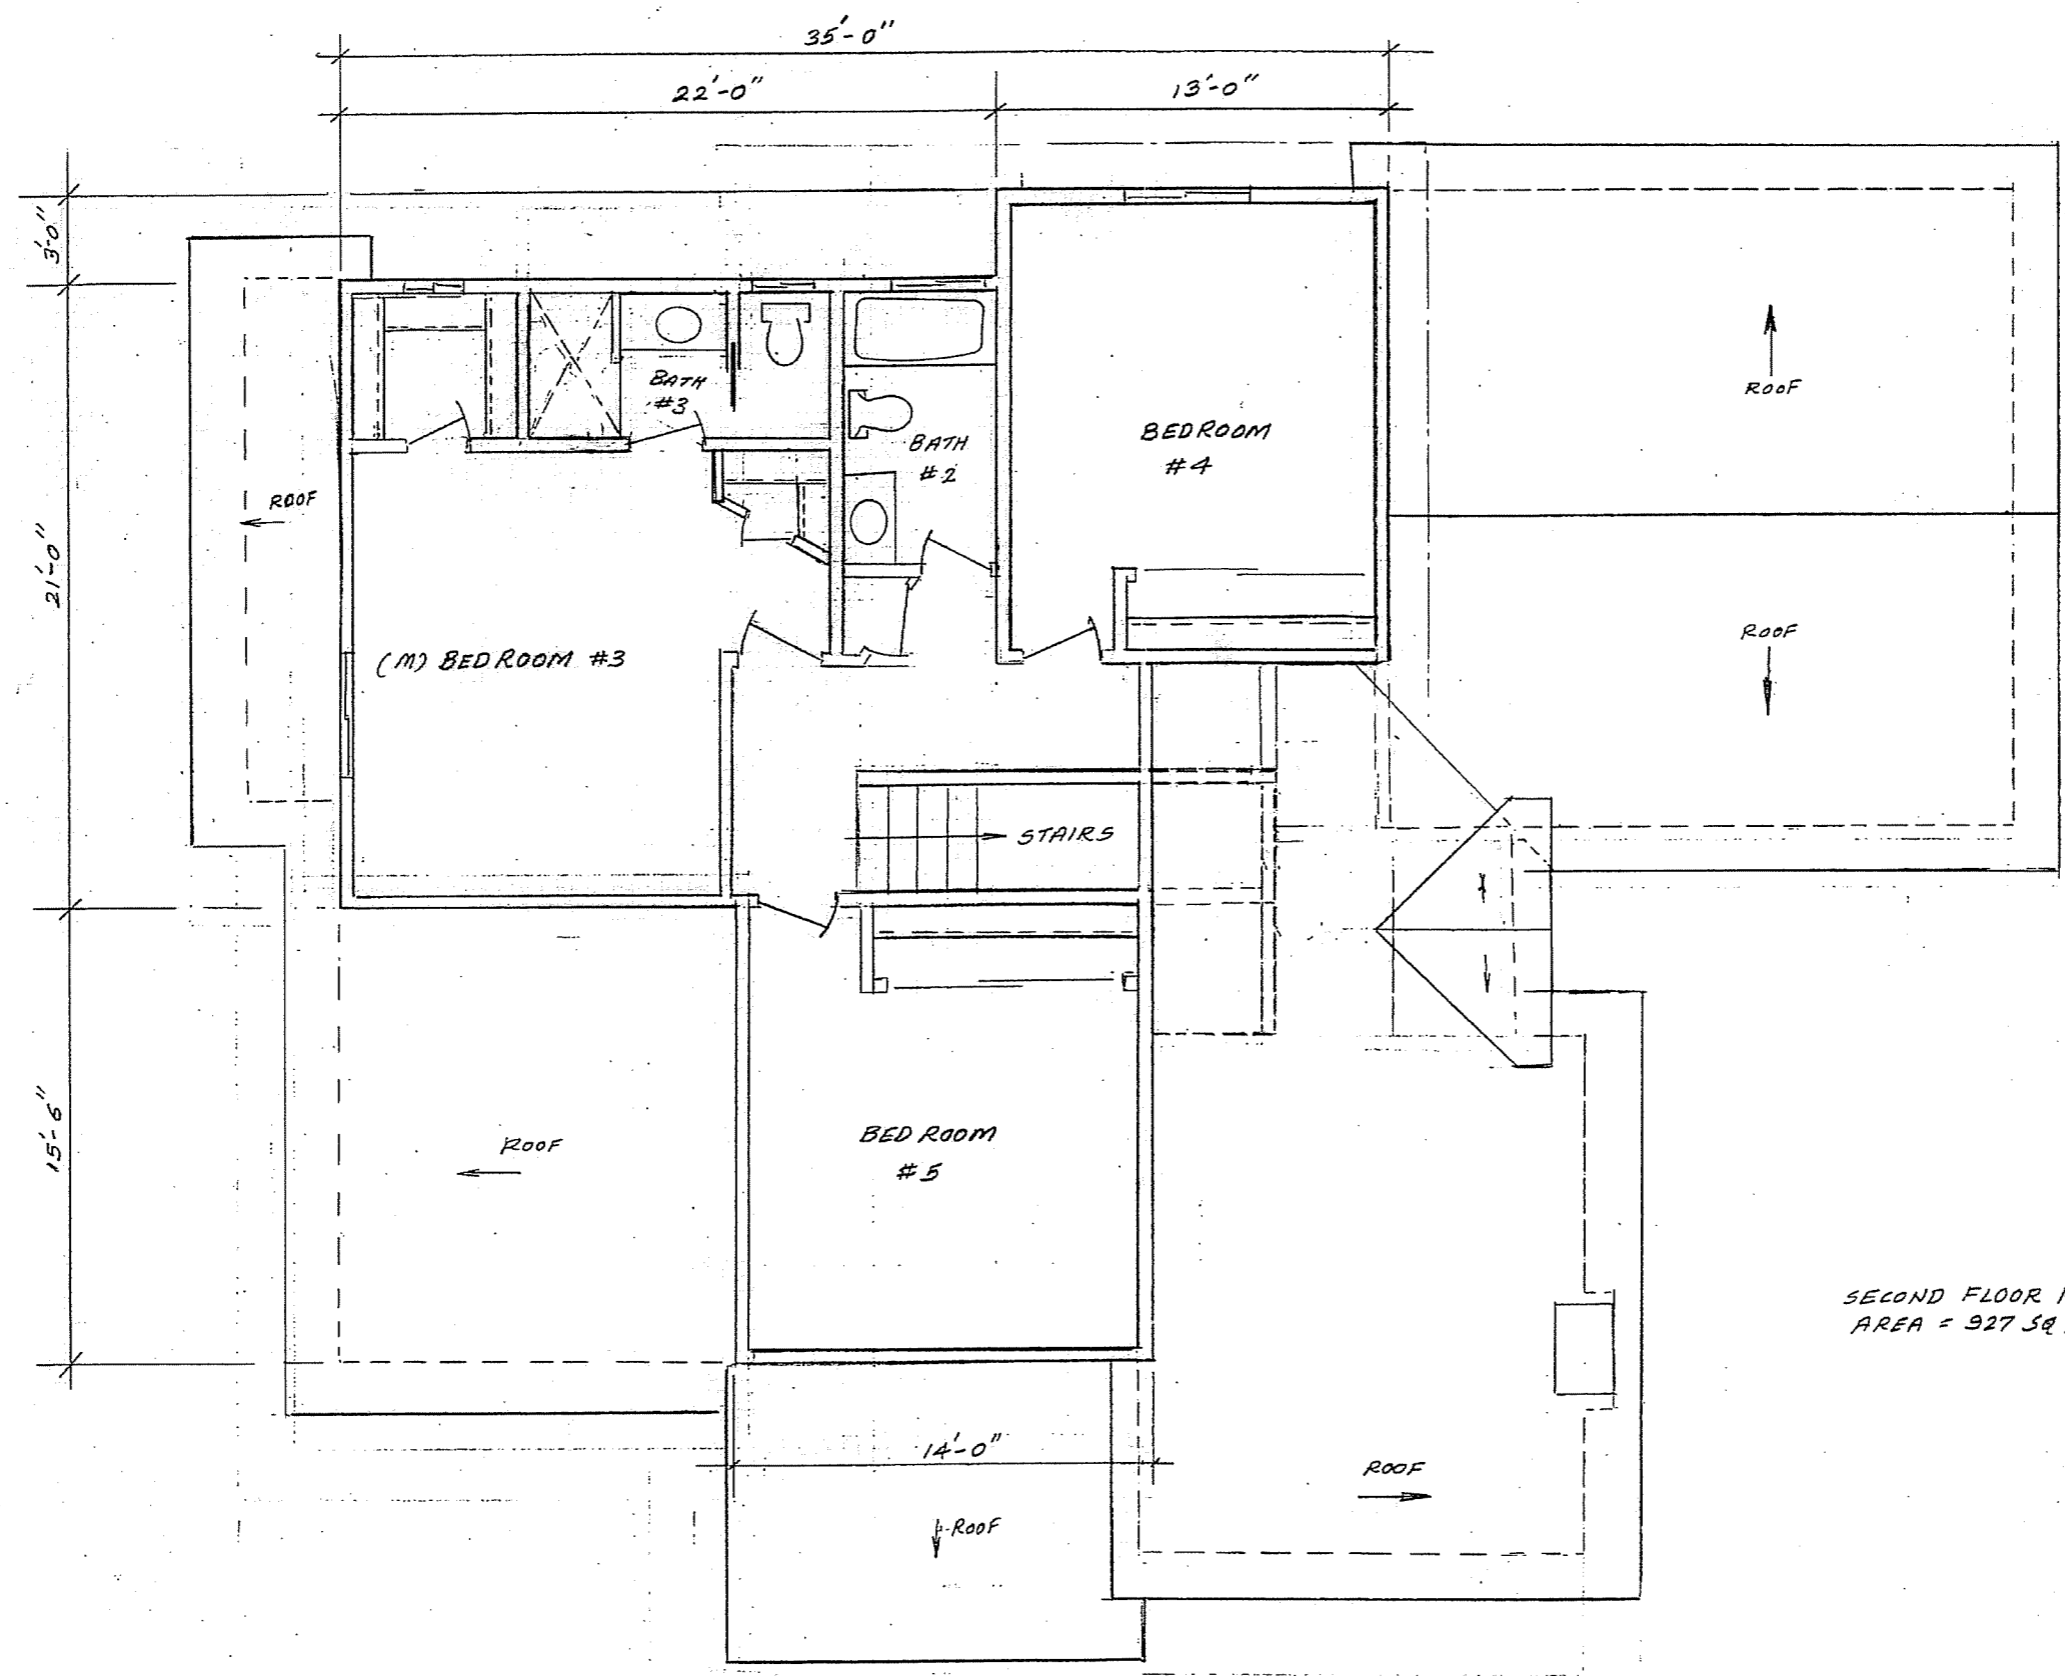 35'-0"
22'-0"
13'-0"
3'-0"
21'-0"
15'-6"
ROOF
BATH
#3
BATH
#2
BEDROOM
#4
ROOF
ROOF
(M) BEDROOM #3
STAIRS
ROOF
BEDROOM
#5
SECOND FLOOR
AREA = 927 SQ
14'-0"
ROOF
ROOF